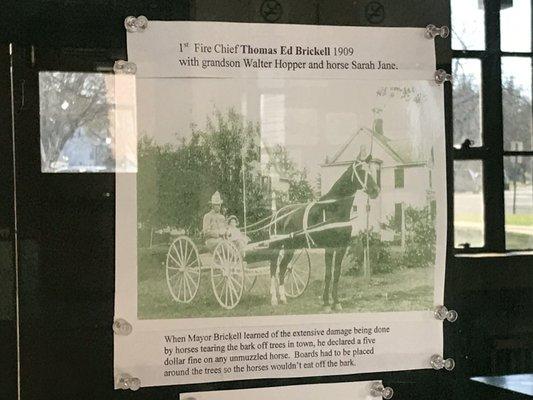 1st Fire Chief Thomas Ed Brickell 1909
with grandson Walter Hopper and horse Sarah Jane.
When Mayor Brickell learned of the extensive damage being done
by horses tearing the bark off trees in town, he declared a five
dollar fine on any unmuzzled horse. Boards had to be placed
around the trees so the horses wouldn't eat off the bark.